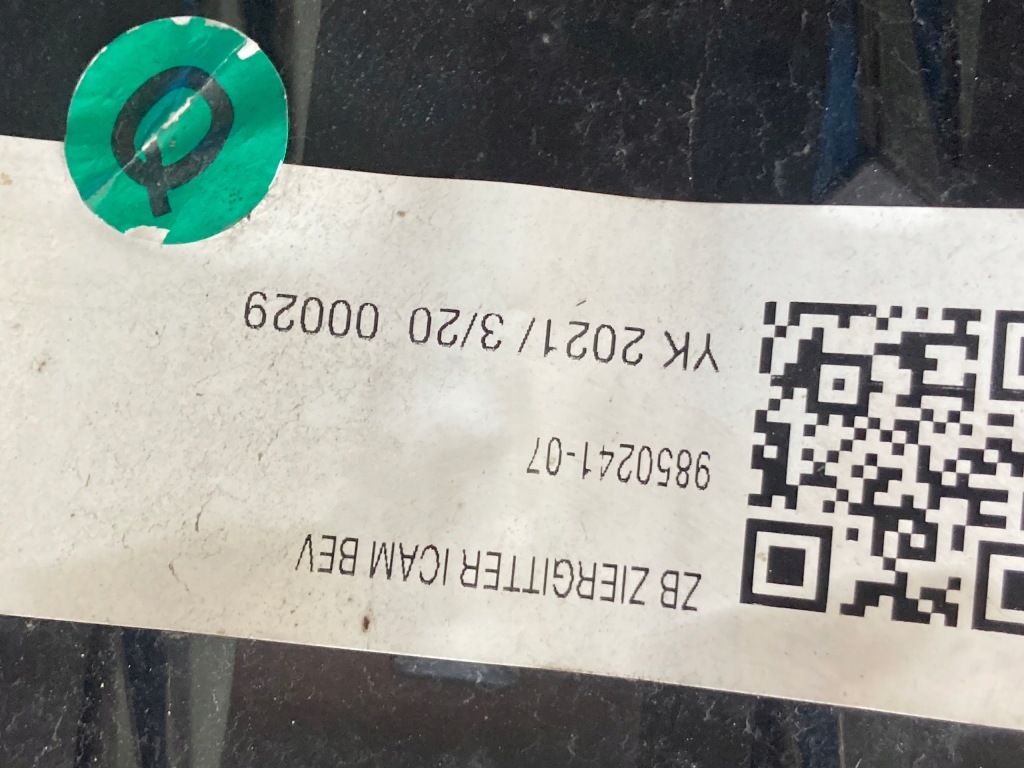 ZB ZIERGITTER ICAM BEV
9850241-07
YK 2021/ 3/20 00029
Q